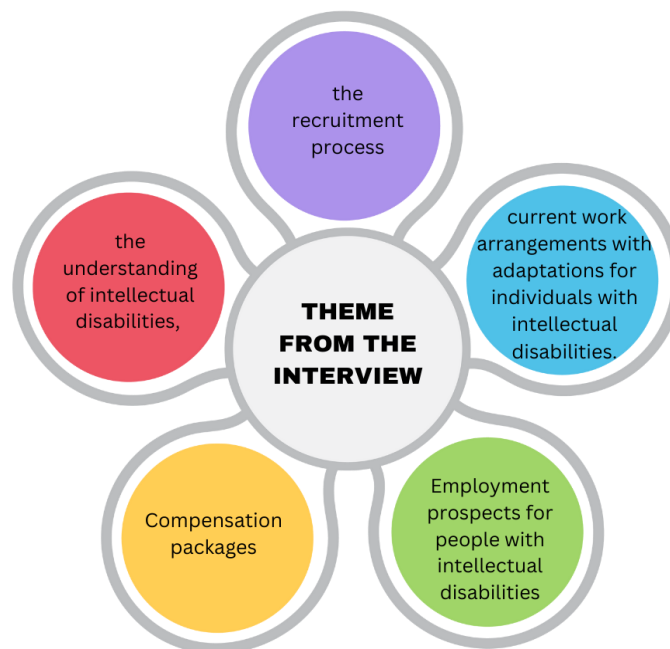 the
recruitment
process
current work
arrangements with
adaptations for
individuals with
intellectual
disabilities.
the
understanding
of intellectual
disabilities,
THEME
FROM THE
INTERVIEW
Compensation
packages
Employment
prospects for
people with
intellectual
disabilities